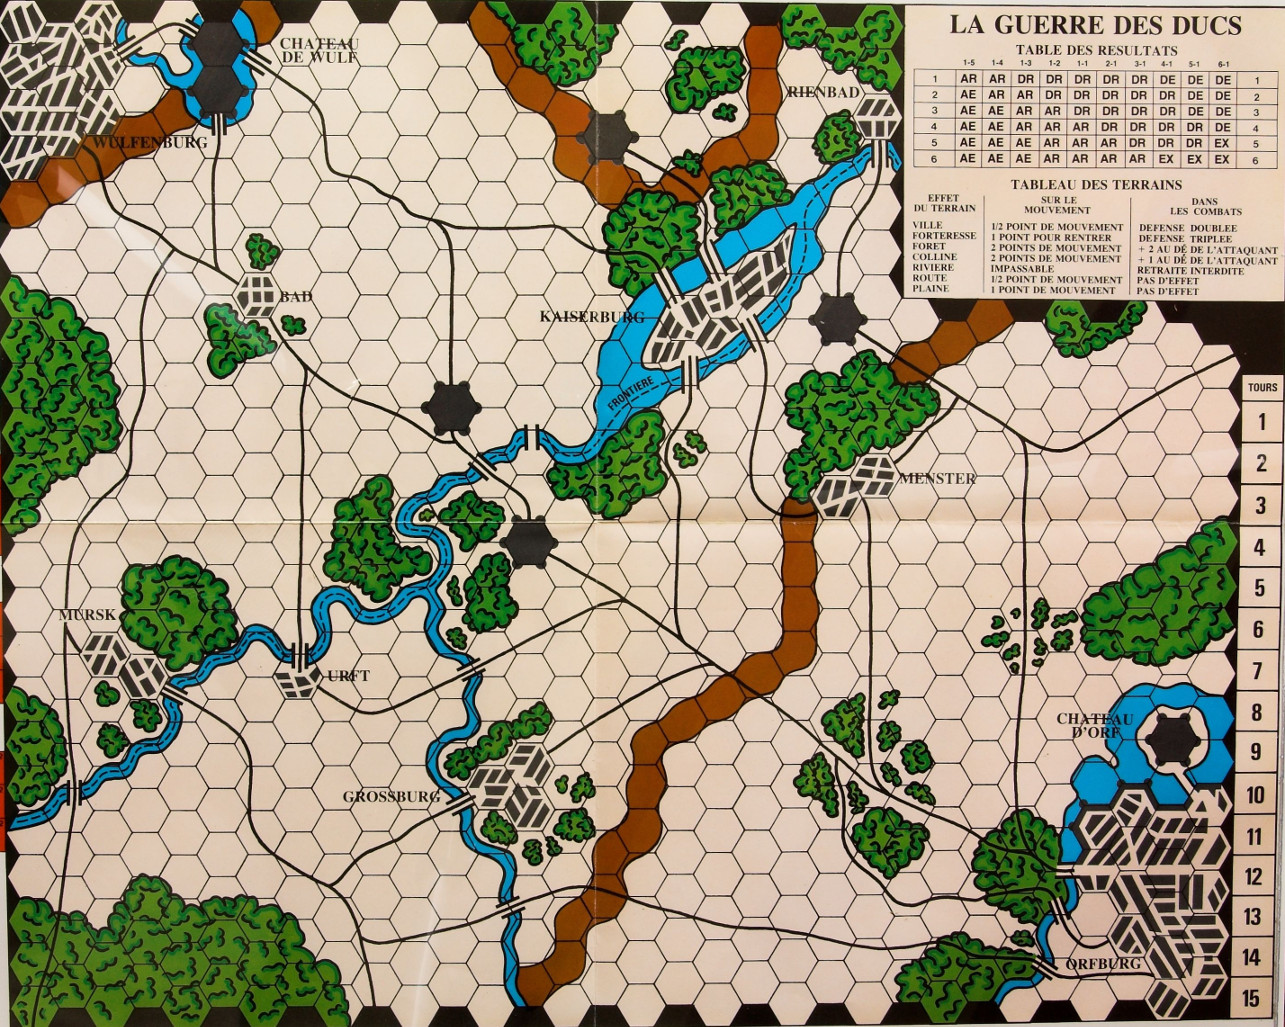 LA GUERRE DES DUCS
TABLE DES RESULTATS
1-5 1-4 1-3 1-2 1-1 2-1 3-1 4-1 5-1 6-1
1 AR AR DR DR DR DR DR DE DE DE 1
2 AE AR AR DR DR DR DR DR DE DE 2
3 AE AE AR AR DR DR DR DR DE DE 3
4 AE AE AR AR AR DR DR DR DR DE 4
5 AE AE AE AR AR AR DR DR DR EX 5
6 AE AE AE AR AR AR AR EX EX EX 6
TABLEAU DES TERRAINS
EFFET
DU TERRAIN
SUR LE
MOUVEMENT
DANS
LES COMBATS
VILLE 1/2 POINT DE MOUVEMENT DEFENSE DOUBLEE
FORTERESSE 1 POINT POUR RENTRER DEFENSE TRIPLEE
FORET 2 POINTS DE MOUVEMENT + 2 AU DÉ DE L'ATTAQUANT
COLLINE 2 POINTS DE MOUVEMENT + 1 AU DÉ DE L'ATTAQUANT
RIVIERE IMPASSABLE RETRAITE INTERDITE
ROUTE 1/2 POINT DE MOUVEMENT PAS D'EFFET
PLAINE 1 POINT DE MOUVEMENT PAS D'EFFET
CHATEAU
DE WULF
RIENBAD
WULFENBURG
BAD
KAISERBURG
FRONTIERE
MENSTER
MURSK
URFT
CHATEAU
D'ORF
GROSSBURG
ORFBURG
TOURS
1
2
3
4
5
6
7
8
9
10
11
12
13
14
15